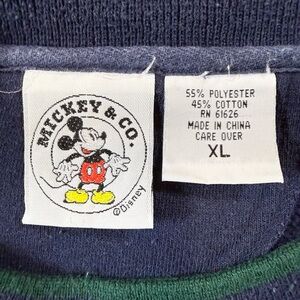 MICKEY & CO.
©Disney
55% POLYESTER
45% COTTON
RN 61626
MADE IN CHINA
CARE OVER
XL